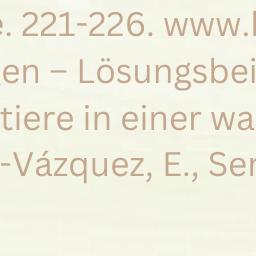 e. 221-226. www.
en – Lösungsbei
tiere in einer wa
-Vázquez, E., Ser